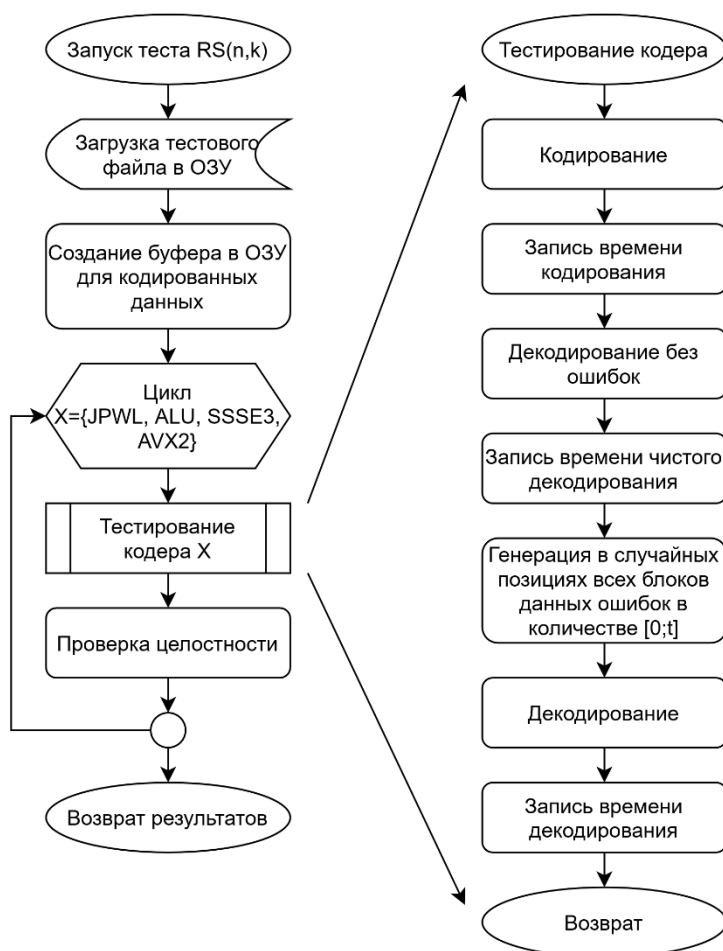 Запуск теста RS(n,k)
Загрузка тестового
файла в ОЗУ
Создание буфера в ОЗУ
для кодированных
данных
Цикл
X={JPWL, ALU, SSSE3,
AVX2}
Тестирование
кодера X
Проверка целостности
Возврат результатов
Тестирование кодера
Кодирование
Запись времени
кодирования
Декодирование без
ошибок
Запись времени чистого
декодирования
Генерация в случайных
позициях всех блоков
данных ошибок в
количестве [0;t]
Декодирование
Запись времени
декодирования
Возврат